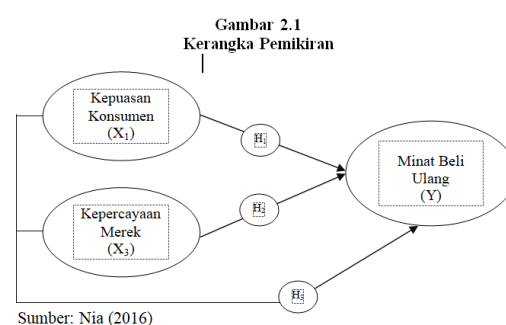 Gambar 2.1
Kerangka Pemikiran
Kepuasan
Konsumen
(X₁)
H₁
Minat Beli
Ulang
(Y)
Kepercayaan
Merek
(X₃)
H₂
H₃
Sumber: Nia (2016)